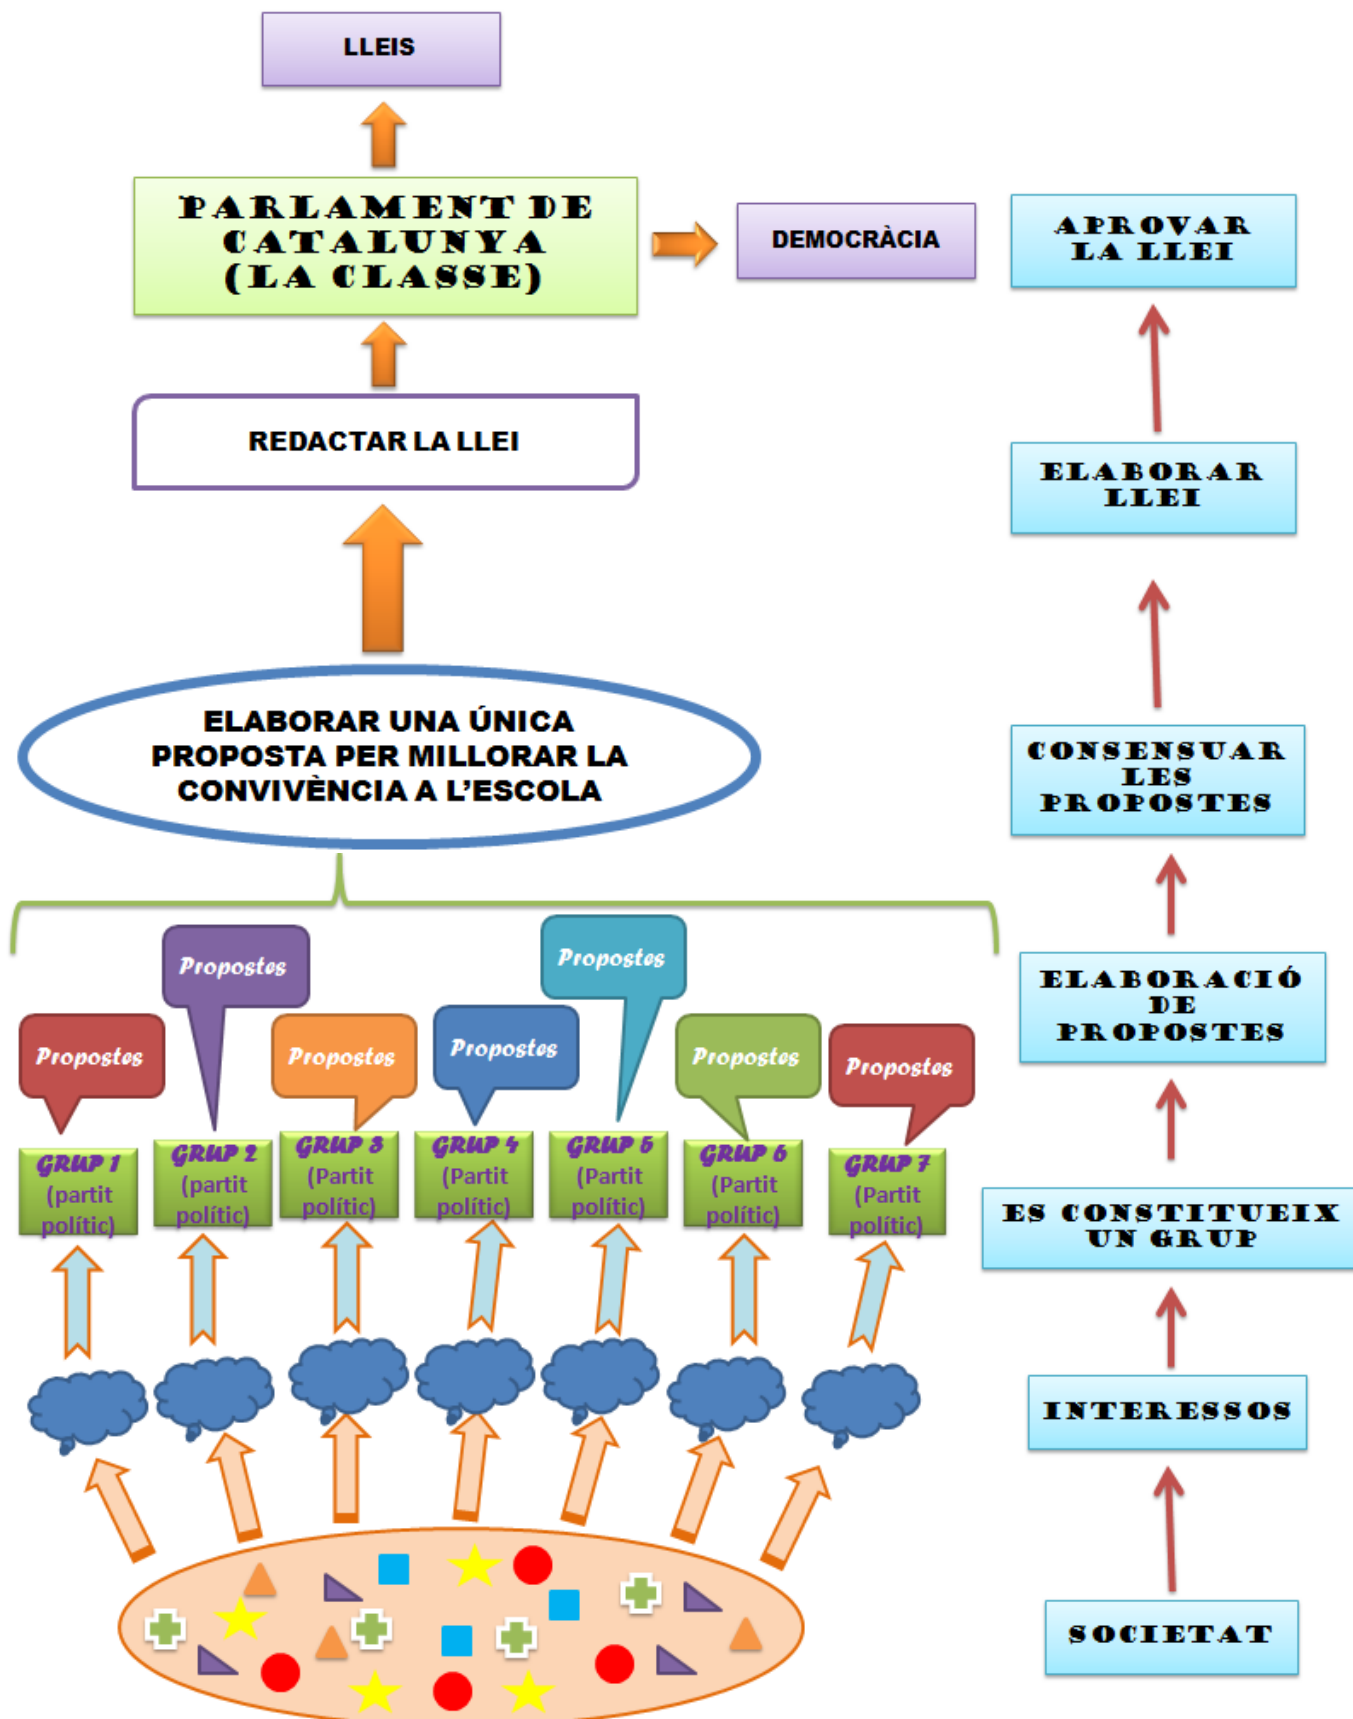 LLEIS
PARLAMENT DE
CATALUNYA
(LA CLASSE)
DEMOCRÀCIA
APROVAR
LA LLEI
REDACTAR LA LLEI
ELABORAR
LLEI
ELABORAR UNA ÚNICA
PROPOSTA PER MILLORAR LA
CONVIVÈNCIA A L'ESCOLA
CONSENSUAR
LES
PROPOSTES
Propostes
Propostes
Propostes
Propostes
Propostes
Propostes
Propostes
ELABORACIÓ
DE
PROPOSTES
GRUP 1
(partit
polític)
GRUP 2
(partit
polític)
GRUP 3
(Partit
polític)
GRUP 4
(Partit
polític)
GRUP 5
(Partit
polític)
GRUP 6
(Partit
polític)
GRUP 7
(Partit
polític)
ES CONSTITUEIX
UN GRUP
INTERESSOS
SOCIETAT